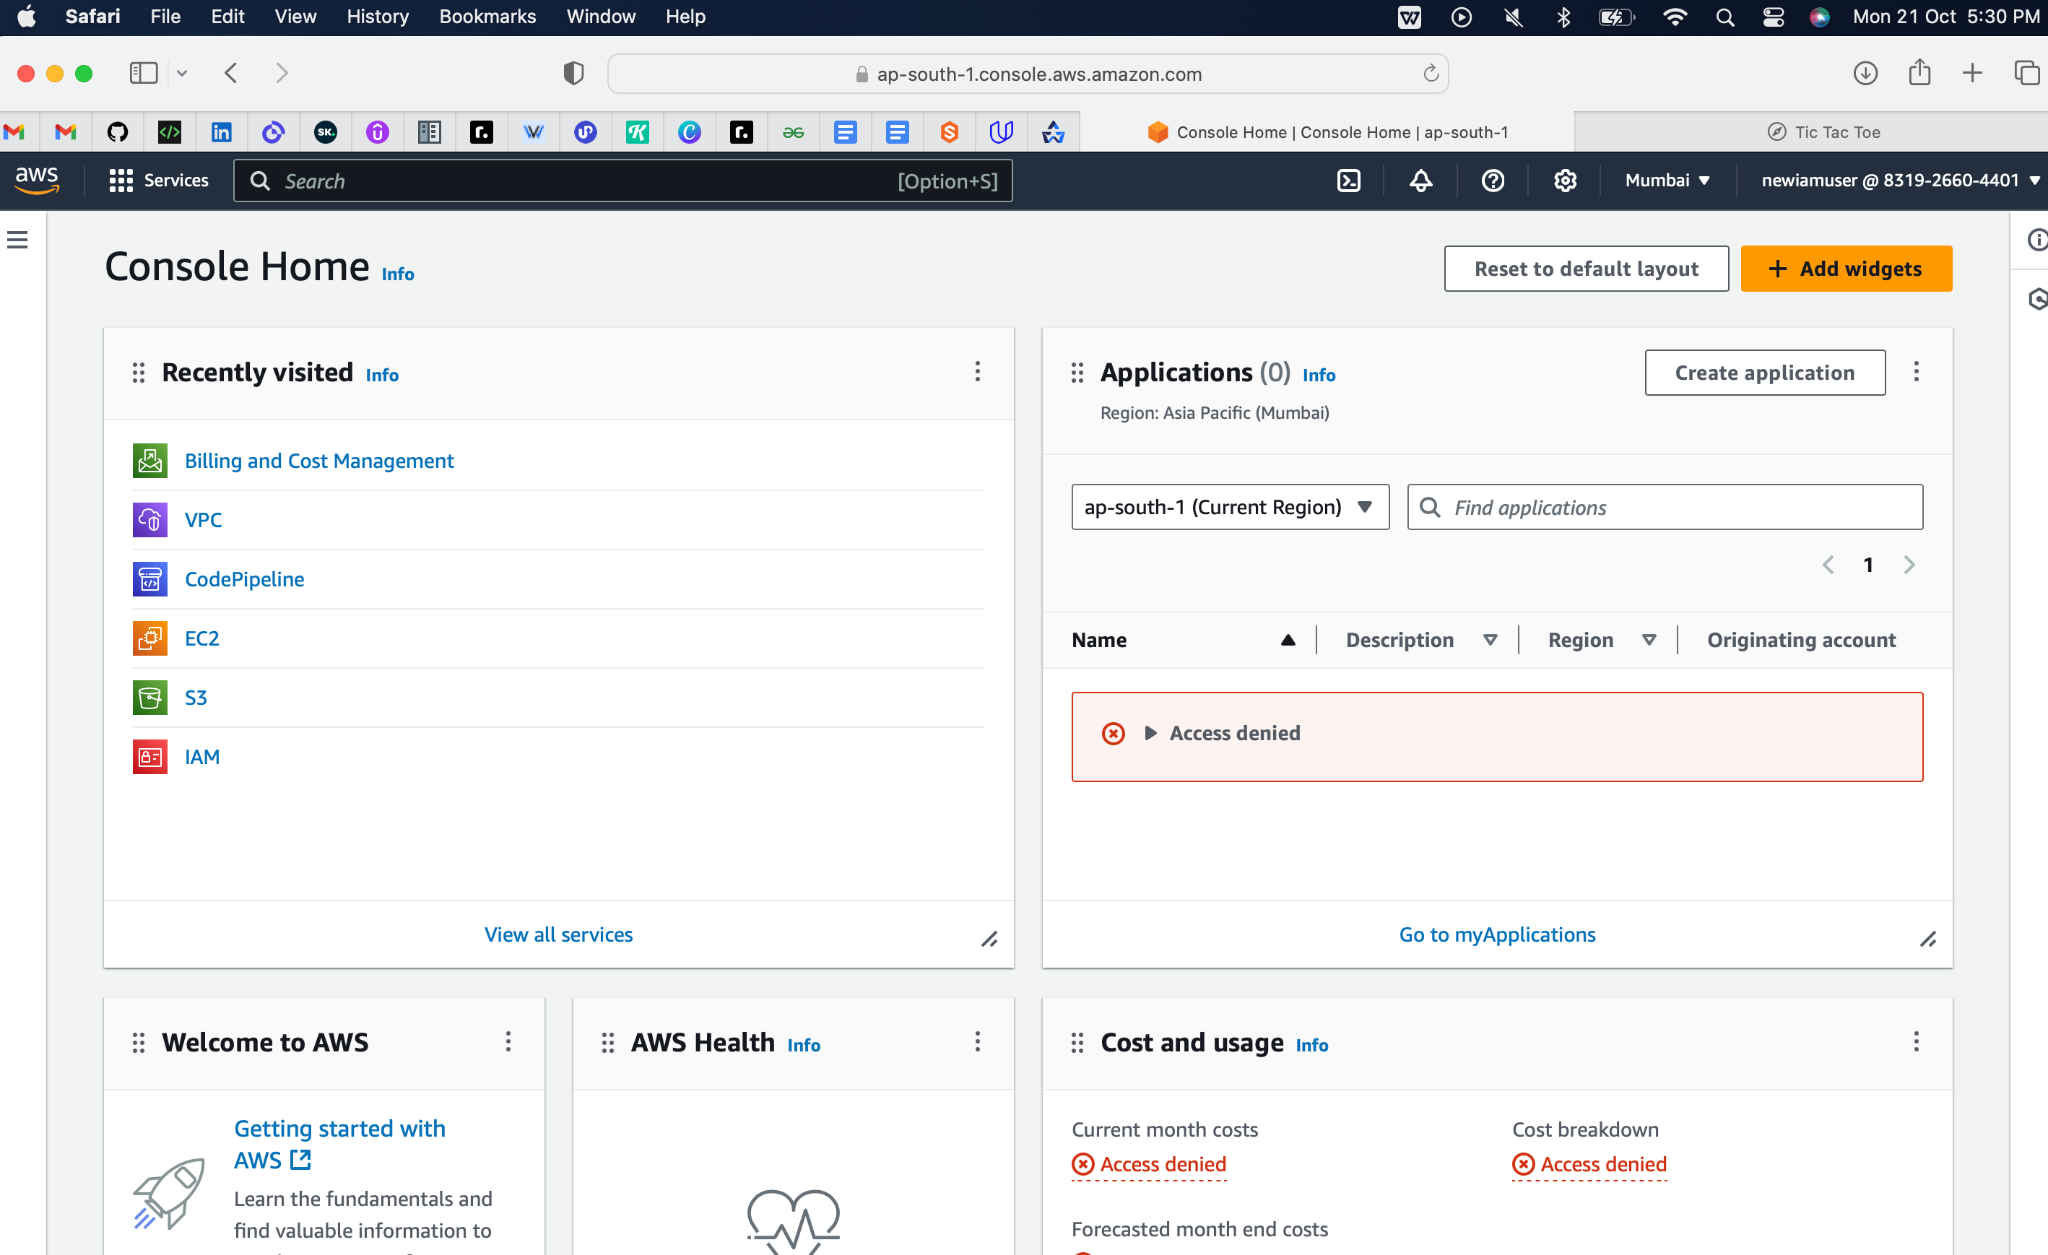 Safari File Edit View History Bookmarks Window Help Mon 21 Oct 5:30 PM
ap-south-1.console.aws.amazon.com
SK. Console Home | Console Home | ap-south-1 Tic Tac Toe
aws Services Search [Option+S] Mumbai newiamuser @ 8319-2660-4401
Console Home Info
Reset to default layout
+ Add widgets
Recently visited Info
Billing and Cost Management
VPC
CodePipeline
EC2
S3
IAM
View all services
Applications (0) Info
Create application
Region: Asia Pacific (Mumbai)
ap-south-1 (Current Region) Find applications
1
Name Description Region Originating account
Access denied
Go to myApplications
Welcome to AWS
Getting started with
AWS
Learn the fundamentals and
find valuable information to
AWS Health Info
Cost and usage Info
Current month costs
Access denied
Cost breakdown
Access denied
Forecasted month end costs